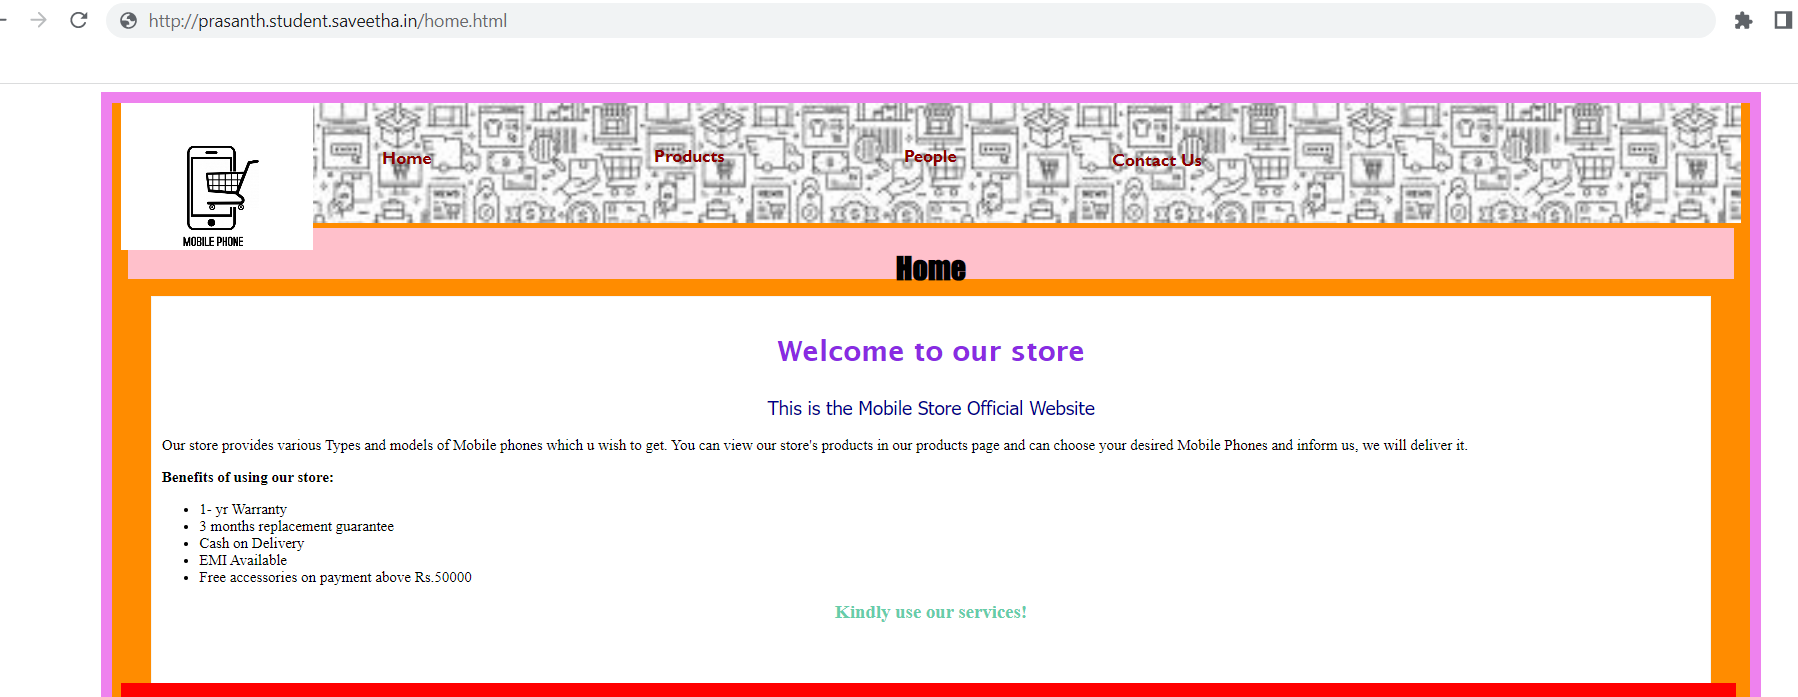 http://prasanth.student.saveetha.in/home.html
MOBILE PHONE
Home
Products
People
Contact Us
Home
Welcome to our store
This is the Mobile Store Official Website
Our store provides various Types and models of Mobile phones which u wish to get. You can view our store's products in our products page and can choose your desired Mobile Phones and inform us, we will deliver it.
Benefits of using our store:
• 1- yr Warranty
• 3 months replacement guarantee
• Cash on Delivery
• EMI Available
• Free accessories on payment above Rs.50000
Kindly use our services!